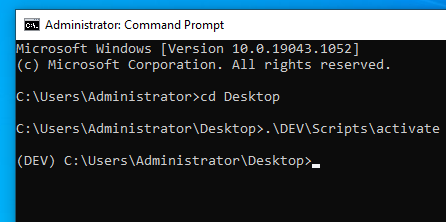 Administrator: Command Prompt
Microsoft Windows [Version 10.0.19043.1052]
(c) Microsoft Corporation. All rights reserved.
C:\Users\Administrator>cd Desktop
C:\Users\Administrator\Desktop>.\DEV\Scripts\activate
(DEV) C:\Users\Administrator\Desktop>